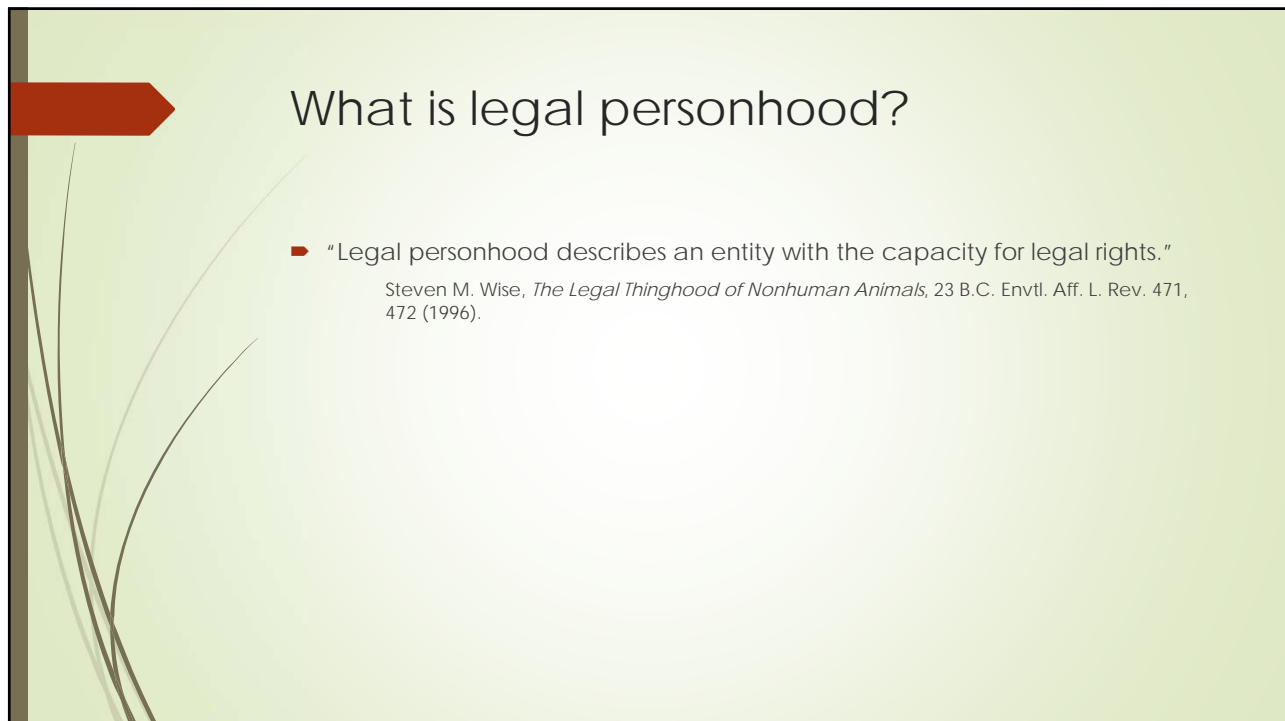 What is legal personhood?
“Legal personhood describes an entity with the capacity for legal rights.”
Steven M. Wise, The Legal Thinghood of Nonhuman Animals, 23 B.C. Envtl. Aff. L. Rev. 471,
472 (1996).